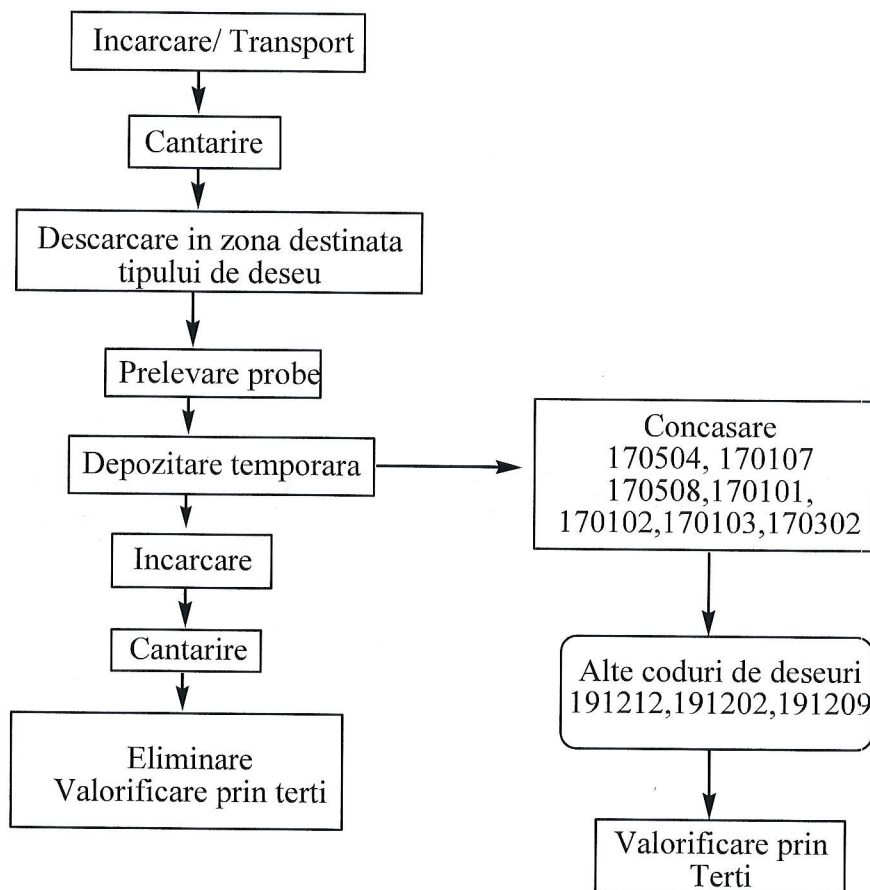 Incarcare/ Transport
Cantarire
Descarcare in zona destinata
tipului de deseu
Prelevare probe
Depozitare temporara
Incarcare
Cantarire
Eliminare
Valorificare prin terti
Concasare
170504, 170107
170508,170101,
170102,170103,170302
Alte coduri de deseuri
191212,191202,191209
Valorificare prin
Terti